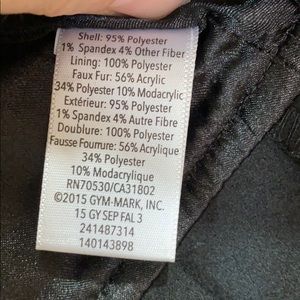 Shell: 95% Polyester
1% Spandex 4% Other Fiber
Lining: 100% Polyester
Faux Fur: 56% Acrylic
34% Polyester 10% Modacrylic
Extérieur: 95% Polyester
1% Spandex 4% Autre Fibre
Doublure: 100% Polyester
Fausse Fourrure: 56% Acrylique
34% Polyester
10% Modacrylique
RN70530/CA31802
©2015 GYM-MARK, INC.
15 GY SEP FAL 3
241487314
140143898